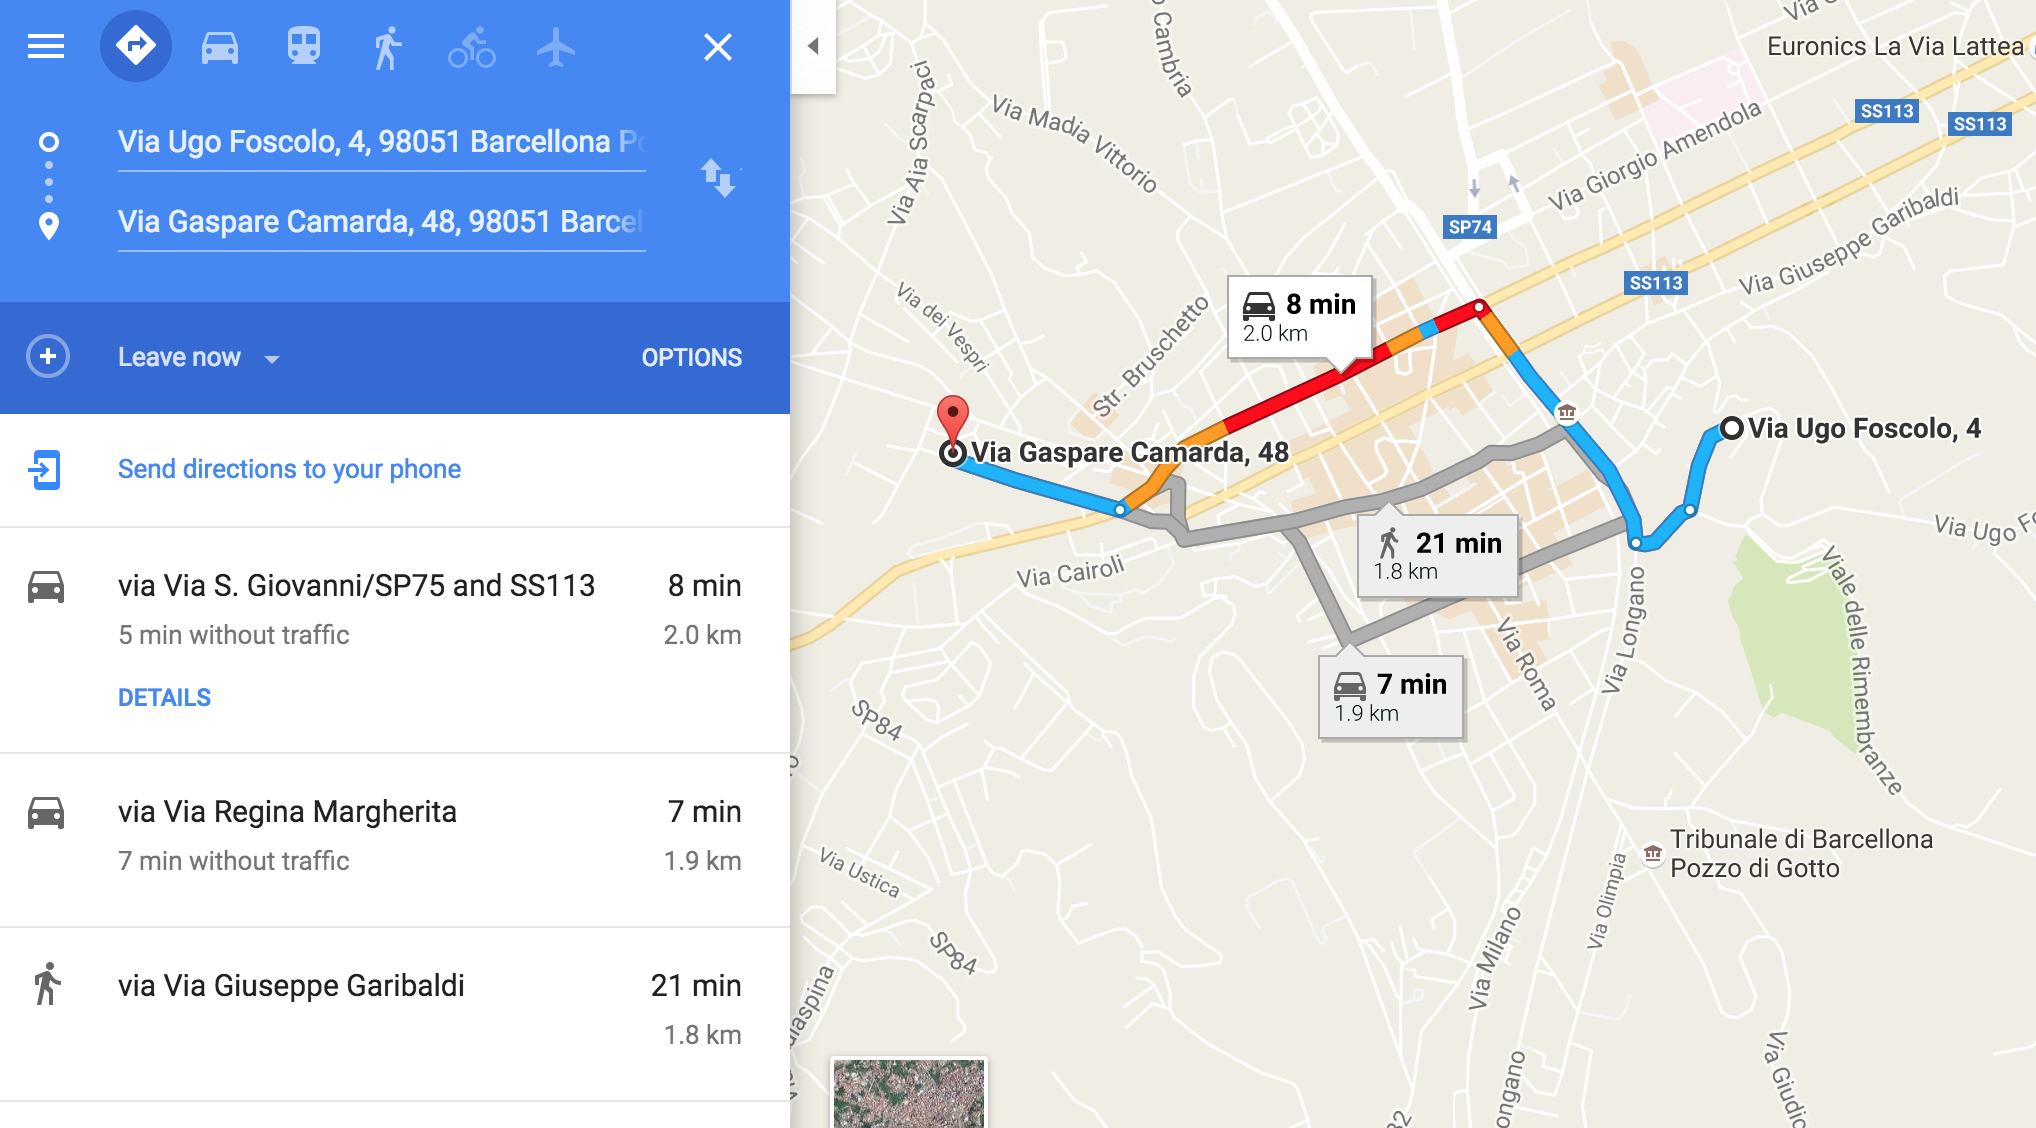 Via Ugo Foscolo, 4, 98051 Barcellona Po
Via Gaspare Camarda, 48, 98051 Barcel
Leave now
OPTIONS
Send directions to your phone
via Via S. Giovanni/SP75 and SS113
8 min
5 min without traffic
2.0 km
DETAILS
via Via Regina Margherita
7 min
7 min without traffic
1.9 km
via Via Giuseppe Garibaldi
21 min
1.8 km
Via
Euronics La Via Lattea
Cambria
Via Aia Scarpaci
Via Madia Vittorio
SS113
SS113
Via Giorgio Amendola
Via Giuseppe Garibaldi
SP74
SS113
Via dei Vespri
Str. Bruschetto
8 min
2.0 km
Via Gaspare Camarda, 48
Via Ugo Foscolo, 4
21 min
1.8 km
Via Cairoli
Via Ugo Fo
Viale delle Rimembranze
Via Longano
Via Roma
7 min
1.9 km
SP84
Tribunale di Barcellona
Pozzo di Gotto
Via Ustica
Via Olimpia
Via Milano
SP84
iaspina
ongano
Via Giudic